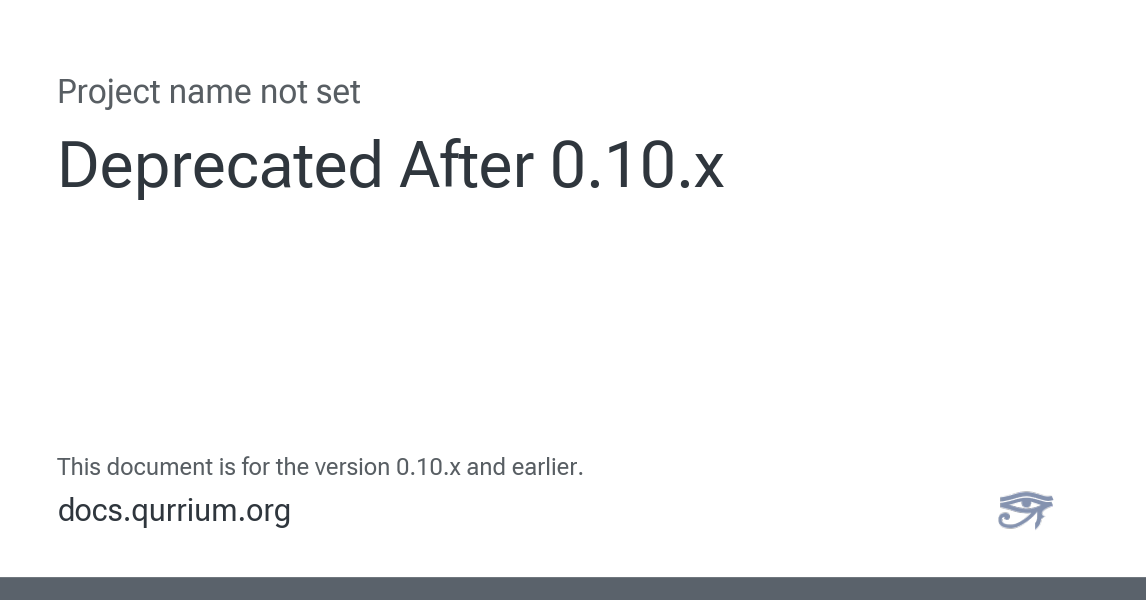 Project name not set
Deprecated After 0.10.x
This document is for the version 0.10.x and earlier.
docs.qurrium.org